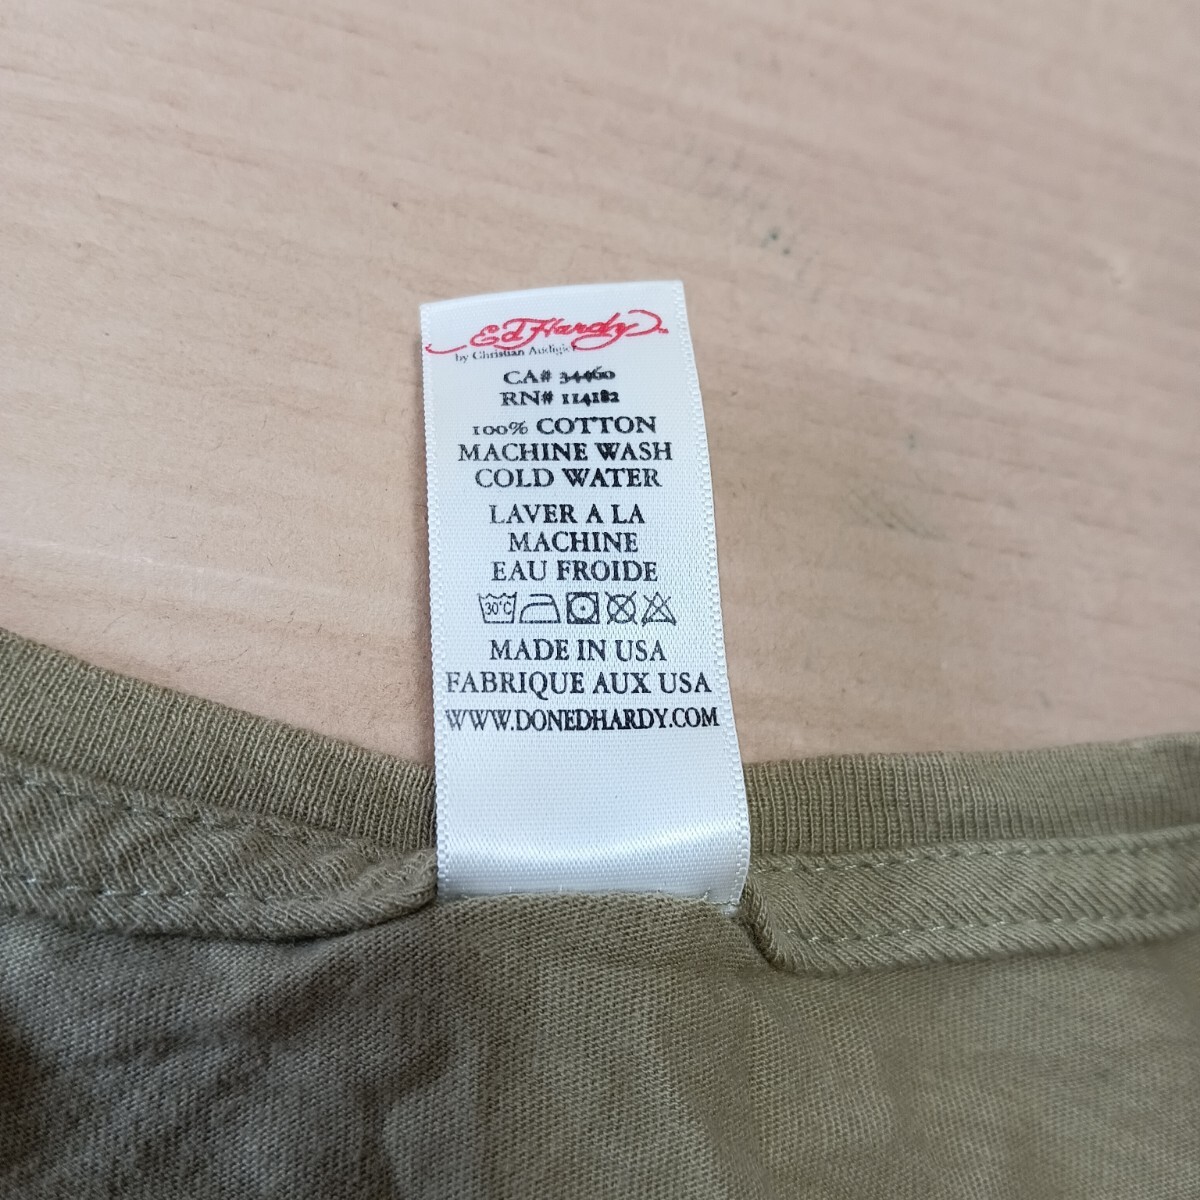 Ed Hardy™
by Christian Audigier
CA# 34460
RN# 114182
100% COTTON
MACHINE WASH
COLD WATER
LAVER A LA
MACHINE
EAU FROIDE
30°C
MADE IN USA
FABRIQUE AUX USA
WWW.DONEDHARDY.COM